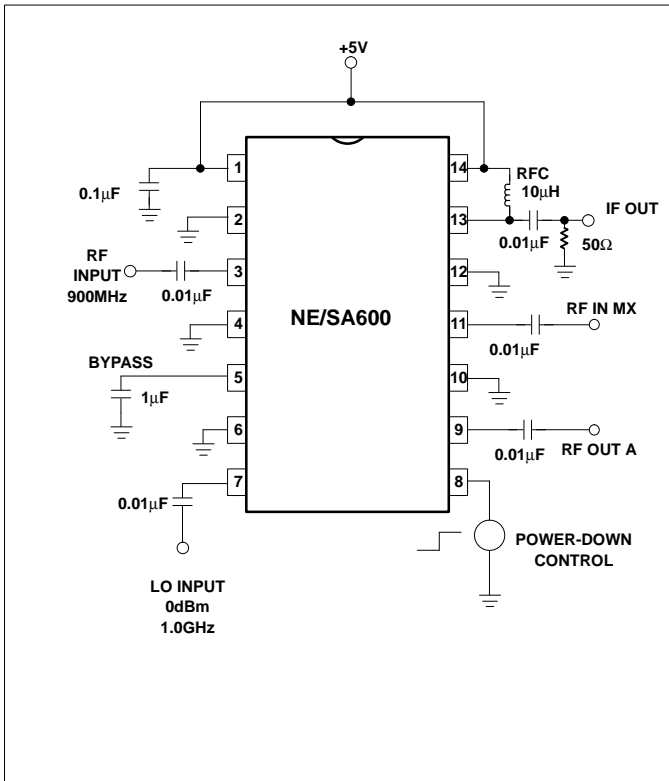 +5V
1
14
RFC
10µH
0.1µF
IF OUT
2
13
0.01µF
50Ω
RF
INPUT
900MHz
3
12
0.01µF
NE/SA600
4
11
RF IN MX
0.01µF
BYPASS
5
10
1µF
6
9
0.01µF
RF OUT A
7
8
0.01µF
POWER-DOWN
CONTROL
LO INPUT
0dBm
1.0GHz